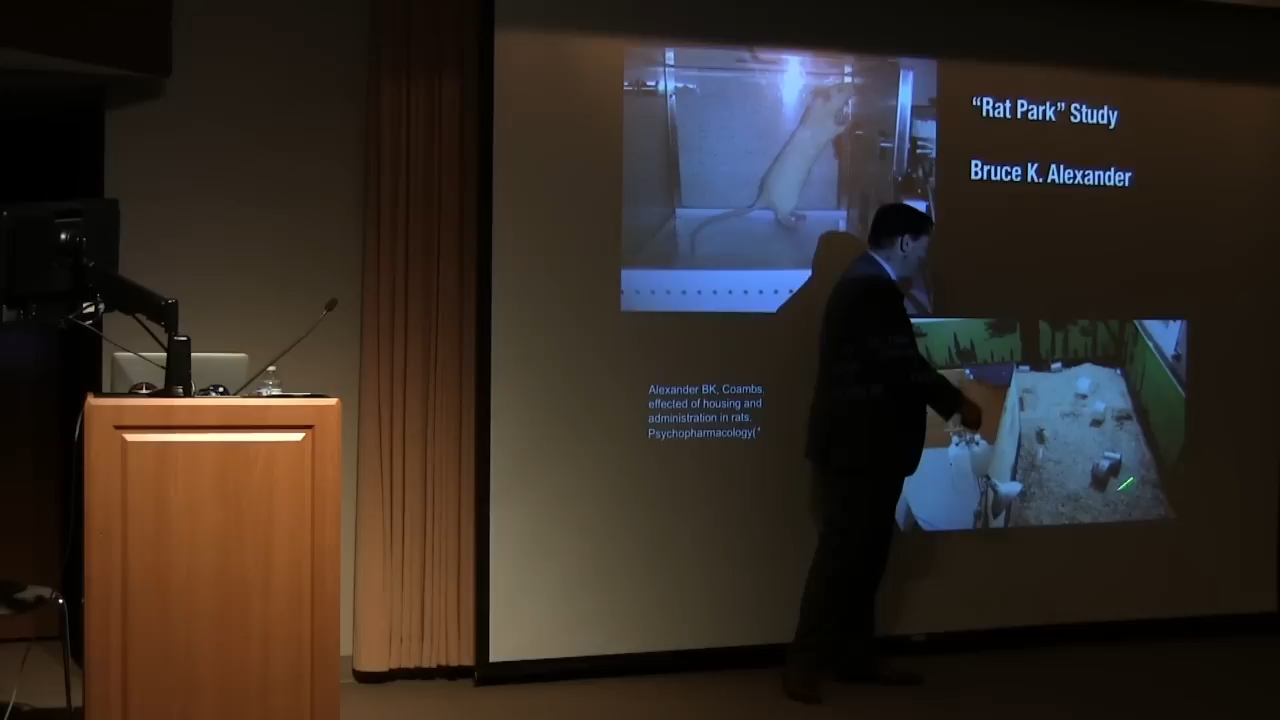 “Rat Park” Study
Bruce K. Alexander
Alexander BK, Coambs,
effected of housing and
administration in rats.
Psychopharmacology(